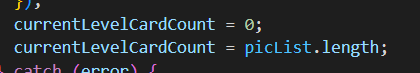 });
currentLevelCardCount = 0;
currentLevelCardCount = picList.length;
} catch (error) {